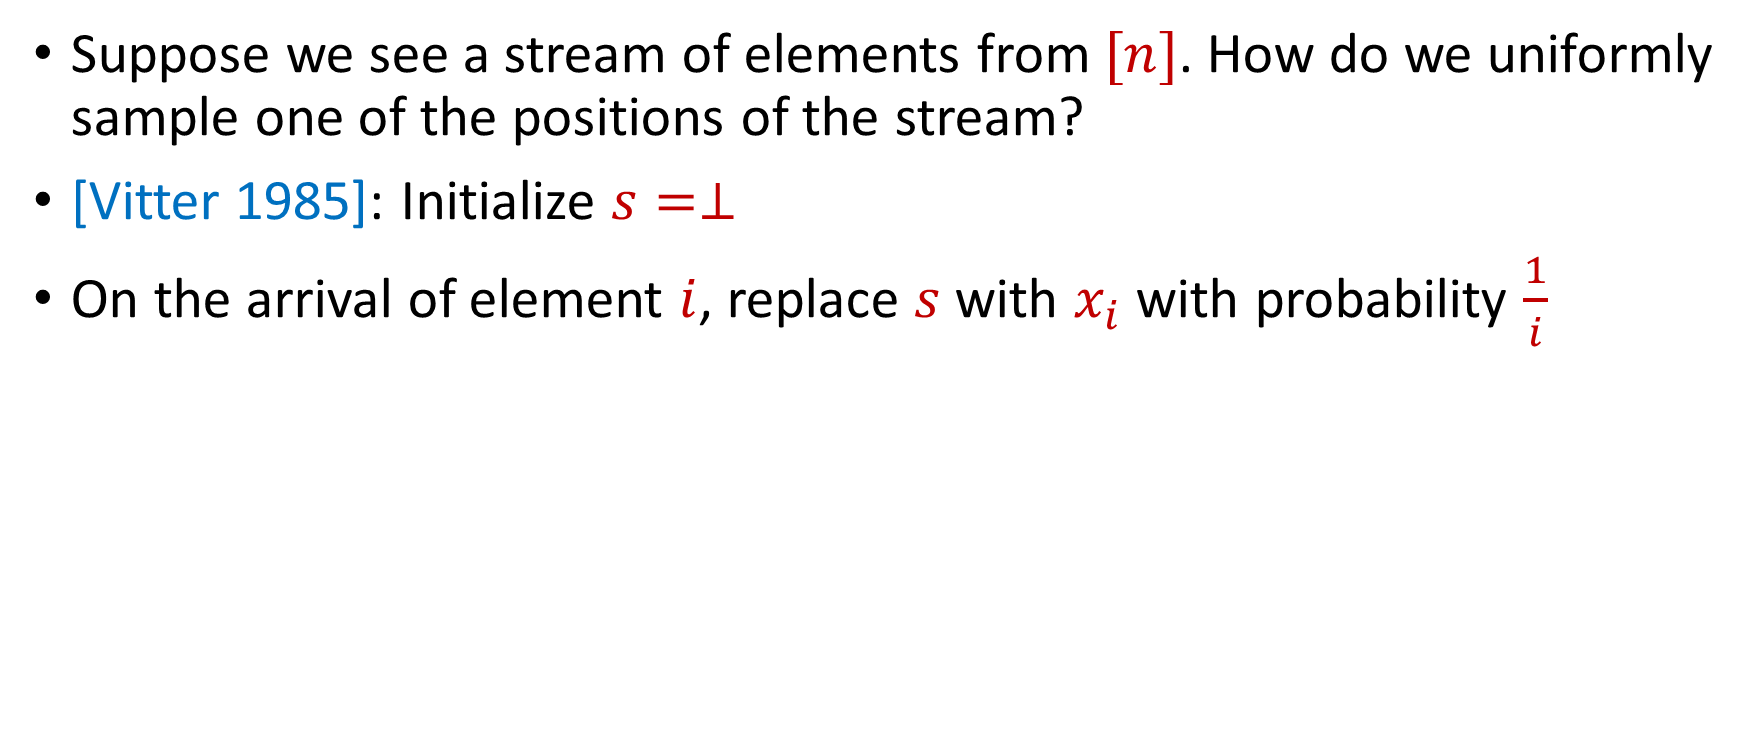 • Suppose we see a stream of elements from [n]. How do we uniformly
sample one of the positions of the stream?
• [Vitter 1985]: Initialize s =⊥
• On the arrival of element i, replace s with xᵢ with probability 1/i